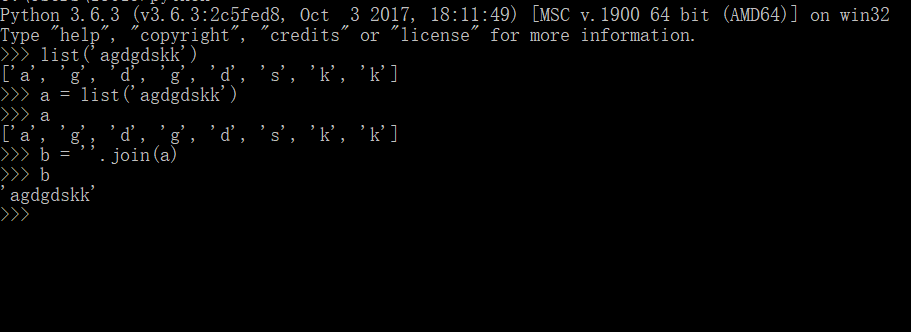 Python 3.6.3 (v3.6.3:2c5fed8, Oct  3 2017, 18:11:49) [MSC v.1900 64 bit (AMD64)] on win32
Type "help", "copyright", "credits" or "license" for more information.
>>> list('agdgdskk')
['a', 'g', 'd', 'g', 'd', 's', 'k', 'k']
>>> a = list('agdgdskk')
>>> a
['a', 'g', 'd', 'g', 'd', 's', 'k', 'k']
>>> b = ''.join(a)
>>> b
'agdgdskk'
>>>